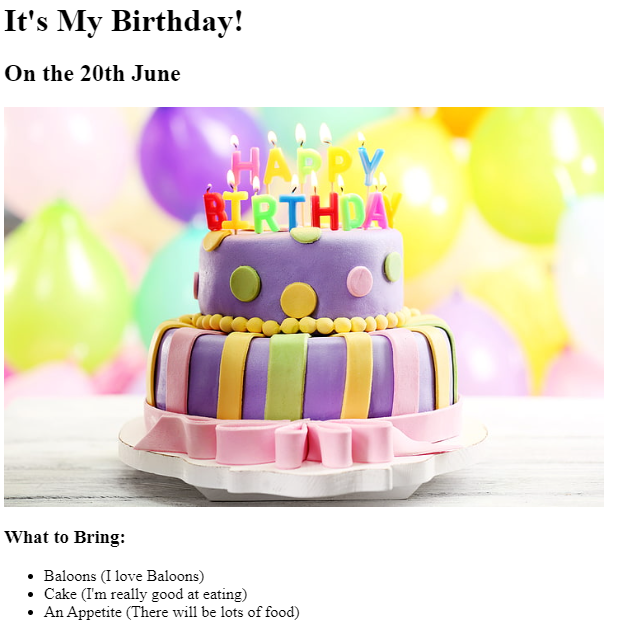 It's My Birthday!
On the 20th June
HAPPY
BIRTHDAY
What to Bring:
Baloons (I love Baloons)
Cake (I'm really good at eating)
An Appetite (There will be lots of food)